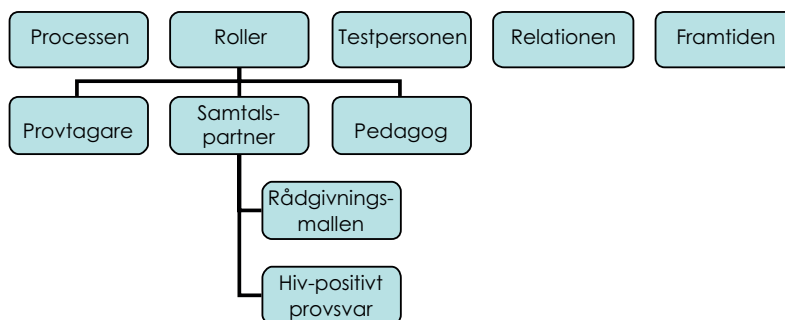 Processen
Roller
Testpersonen
Relationen
Framtiden
Provtagare
Samtals-
partner
Pedagog
Rådgivnings-
mallen
Hiv-positivt
provsvar